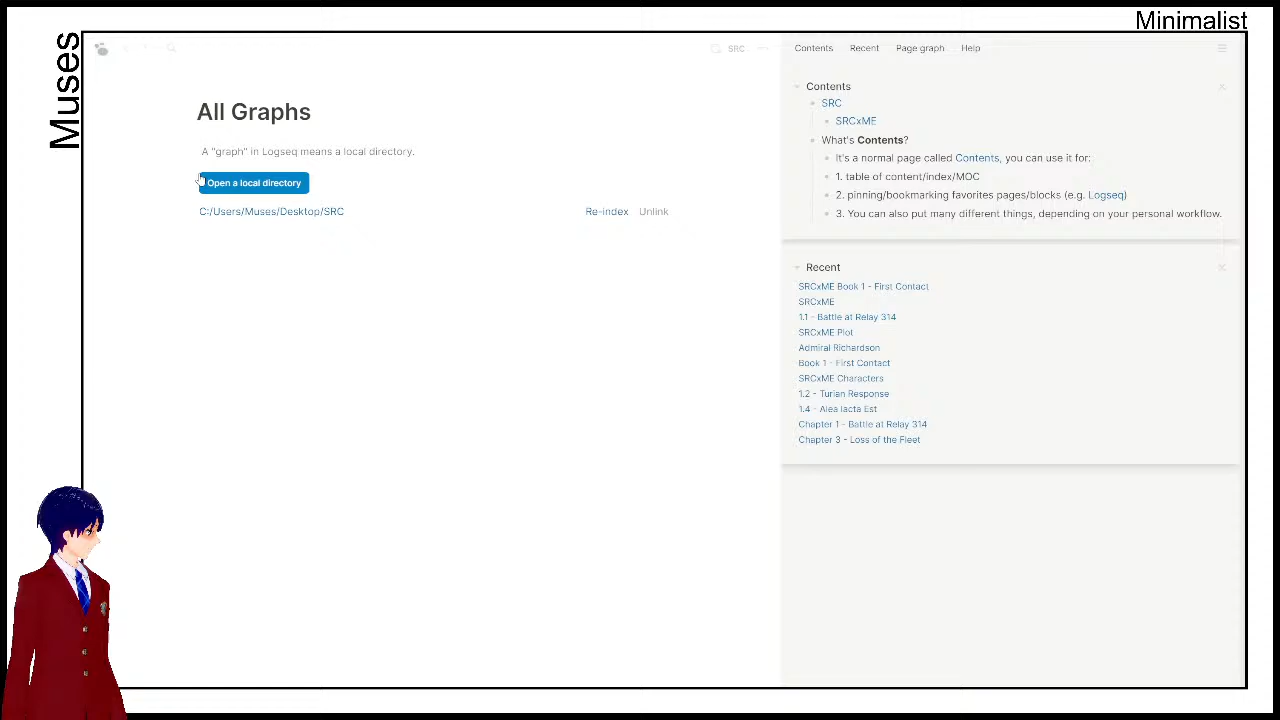 Minimalist
Muses
SRC
Contents Recent Page graph Help
All Graphs
A "graph" in Logseq means a local directory.
Open a local directory
C:/Users/Muses/Desktop/SRC Re-index Unlink
Contents
SRC
SRCxME
What's Contents?
It's a normal page called Contents, you can use it for:
1. table of content/index/MOC
2. pinning/bookmarking favorites pages/blocks (e.g. Logseq)
3. You can also put many different things, depending on your personal workflow.
Recent
SRCxME Book 1 - First Contact
SRCxME
1.1 - Battle at Relay 314
SRCxME Plot
Admiral Richardson
Book 1 - First Contact
SRCxME Characters
1.2 - Turian Response
1.4 - Alea Iacta Est
Chapter 1 - Battle at Relay 314
Chapter 3 - Loss of the Fleet